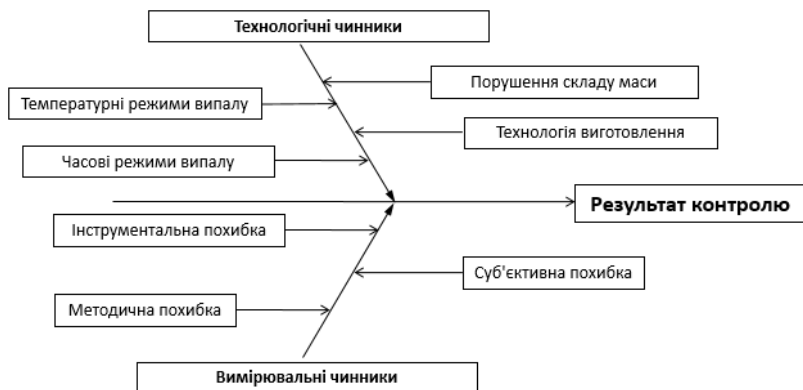 Технологічні чинники
Порушення складу маси
Температурні режими випалу
Технологія виготовлення
Часові режими випалу
Результат контролю
Інструментальна похибка
Суб'єктивна похибка
Методична похибка
Вимірювальні чинники